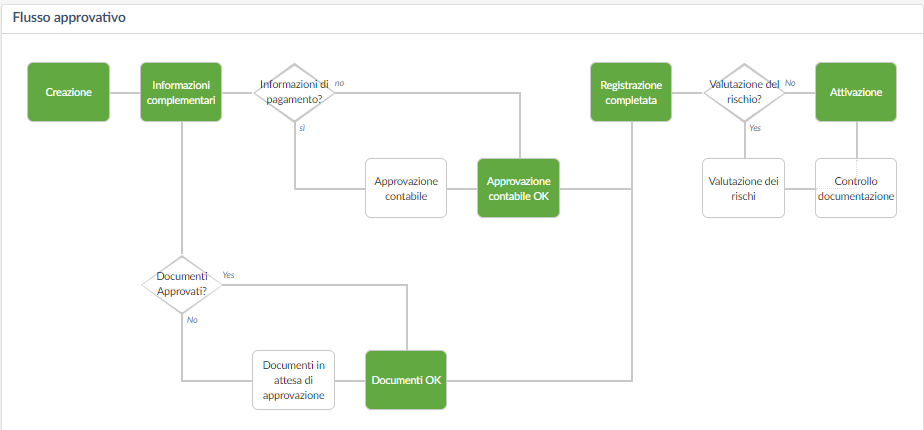 Flusso approvativo
Creazione
Informazioni
complementari
Informazioni di
pagamento?
no
sì
Approvazione
contabile
Approvazione
contabile OK
Registrazione
completata
Valutazione del
rischio?
No
Yes
Attivazione
Valutazione dei
rischi
Controllo
documentazione
Documenti
Approvati?
Yes
No
Documenti in
attesa di
approvazione
Documenti OK